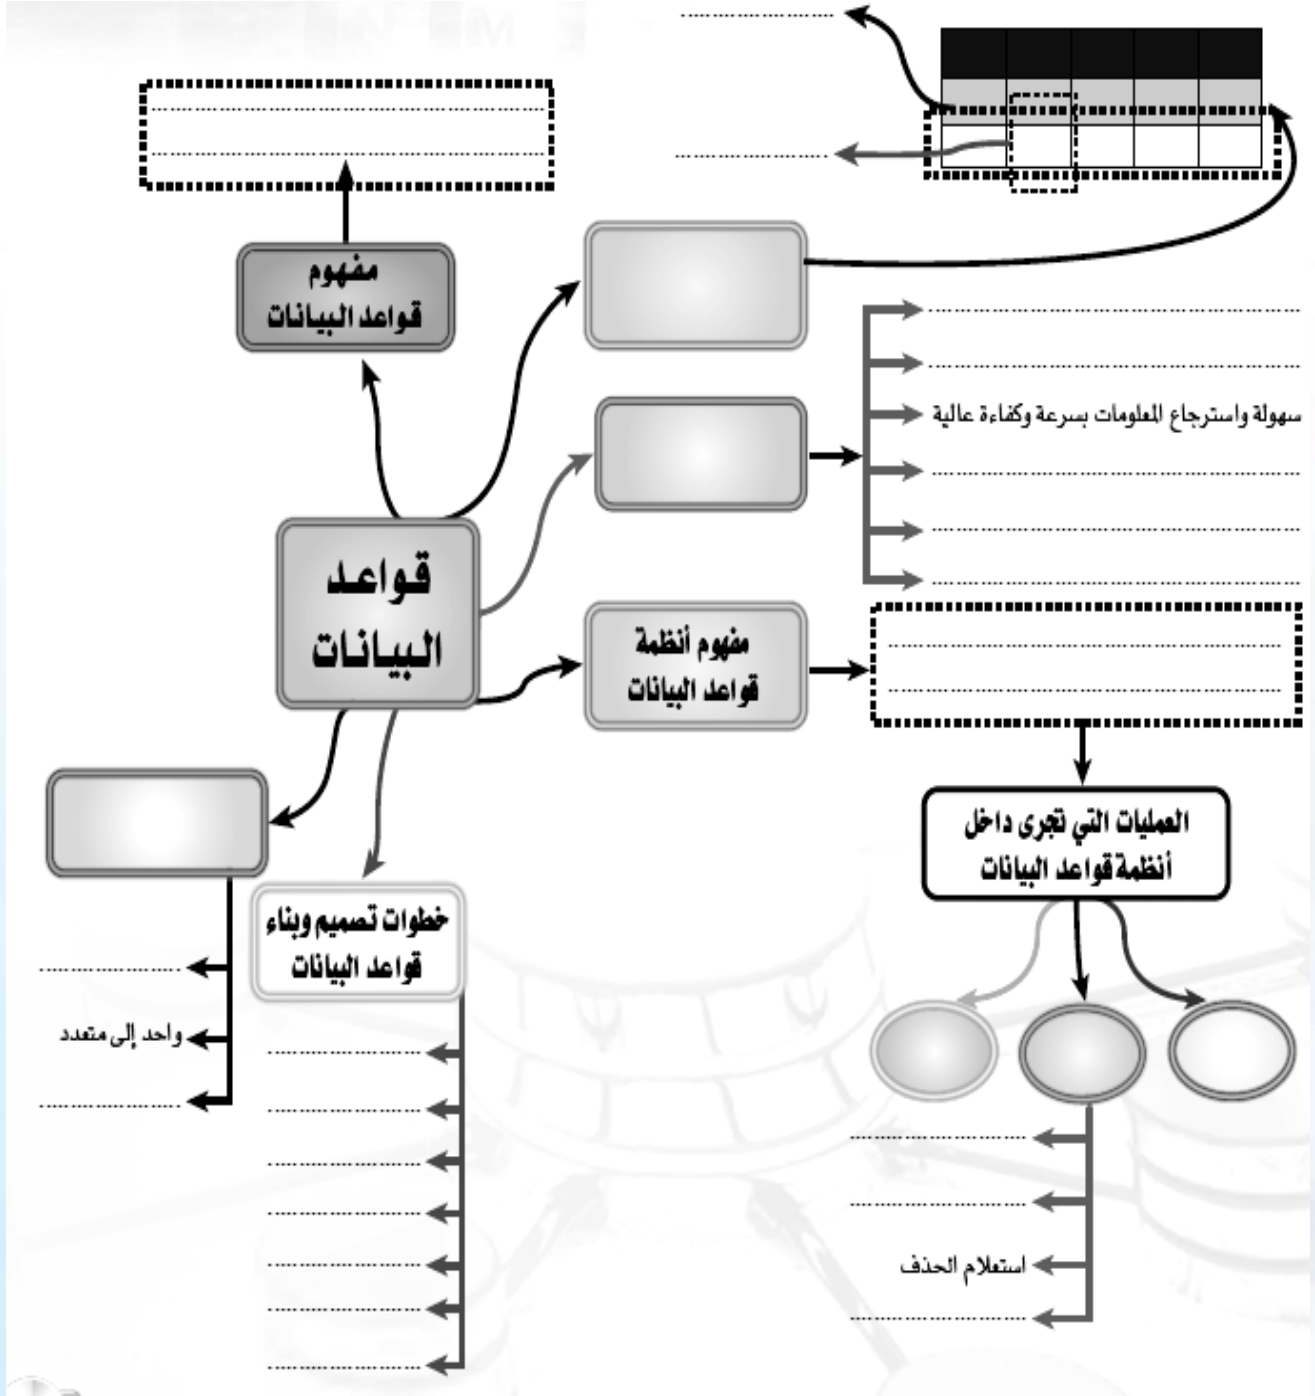 مفهوم
قواعد البيانات
سهولة واسترجاع المعلومات بسرعة وكفاءة عالية
قواعد
البيانات
مفهوم أنظمة
قواعد البيانات
العمليات التي تجرى داخل
أنظمة قواعد البيانات
خطوات تصميم وبناء
قواعد البيانات
واحد إلى متعدد
استعلام الحذف